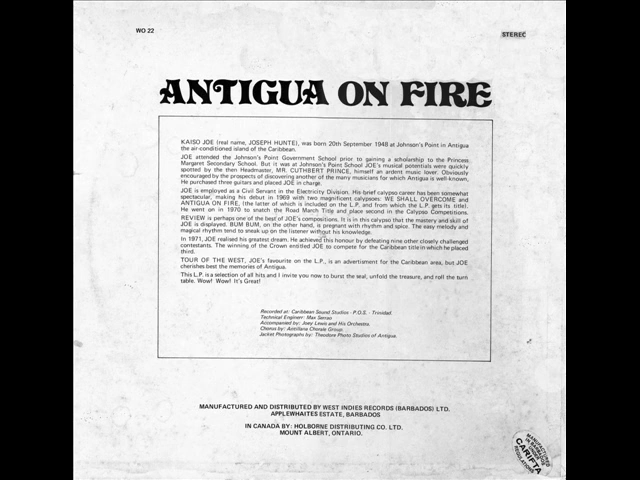 WO 22
STEREO
ANTIGUA ON FIRE
KAISO JOE (real name, JOSEPH HUNTE), was born 20th September 1948 at Johnson's Point in Antigua
the air-conditioned island of the Caribbean.
JOE attended the Johnson's Point Government School prior to gaining a scholarship to the Princess
Margaret Secondary School. But it was at Johnson's Point School JOE's musical potentials were quickly
spotted by the then Headmaster, MR. CUTHBERT PRINCE, himself an ardent music lover. Obviously
encouraged by the prospects of discovering another of the many musicians for which Antigua is well-known,
He purchased three guitars and placed JOE in charge.
JOE is employed as a Civil Servant in the Electricity Division. His brief calypso career has been somewhat
spectacular, making his debut in 1969 with two magnificent calypsoes: WE SHALL OVERCOME and
ANTIGUA ON FIRE, (the latter of which is included on the L.P. and from which the L.P. gets its title).
He went on in 1970 to snatch the Road March Title and place second in the Calypso Competitions.
REVIEW is perhaps one of the best of JOE's compositions. It is in this calypso that the mastery and skill of
JOE is displayed. BUM BUM, on the other hand, is pregnant with rhythm and spice. The easy melody and
magical rhythm tend to sneak up on the listener without his knowledge.
In 1971, JOE realised his greatest dream. He achieved this honour by defeating nine other closely challenged
contestants. The winning of the Crown entitled JOE to compete for the Caribbean title in which he placed
third.
TOUR OF THE WEST, JOE's favourite on the L.P., is an advertisment for the Caribbean area, but JOE
cherishes best the memories of Antigua.
This L.P. is a selection of all hits and I invite you now to burst the seal, unfold the treasure, and roll the turn
table. Wow! Wow! It's Great!
Recorded at: Caribbean Sound Studios - P.O.S. - Trinidad.
Technical Engineer: Max Serrao
Accompanied by: Joey Lewis and His Orchestra.
Chorus by: Antillana Chorale Group.
Jacket Photographs by: Theodore Photo Studios of Antigua.
MANUFACTURED AND DISTRIBUTED BY WEST INDIES RECORDS (BARBADOS) LTD.
APPLEWHAITES ESTATE, BARBADOS
IN CANADA BY: HOLBORNE DISTRIBUTING CO. LTD.
MOUNT ALBERT, ONTARIO.
MANUFACTURED
IN BARBADOS
UNDER
CARIFTA
REGULATIONS